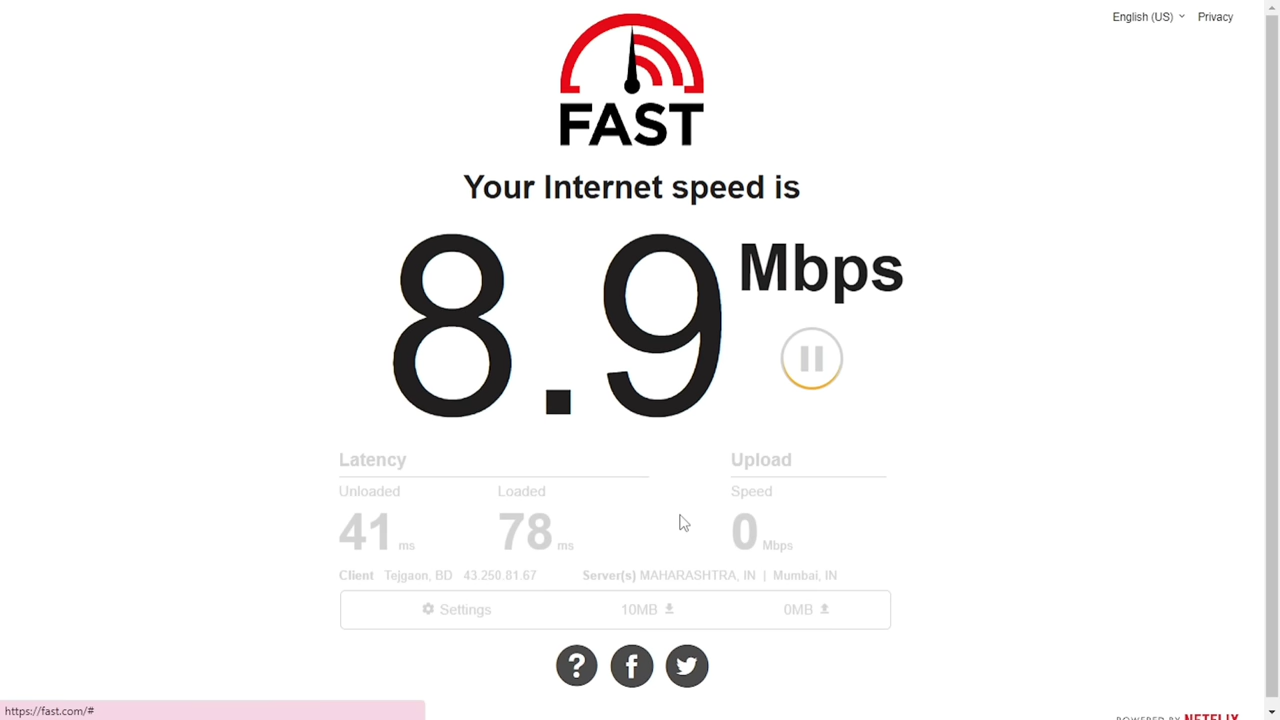 English (US) Privacy
FAST
Your Internet speed is
8.9 Mbps
Latency Upload
Unloaded Loaded Speed
41 ms 78 ms 0 Mbps
Client Tejgaon, BD 43.250.81.67 Server(s) MAHARASHTRA, IN | Mumbai, IN
Settings 10MB 0MB
?
f
https://fast.com/#
POWERED BY NETFLIX